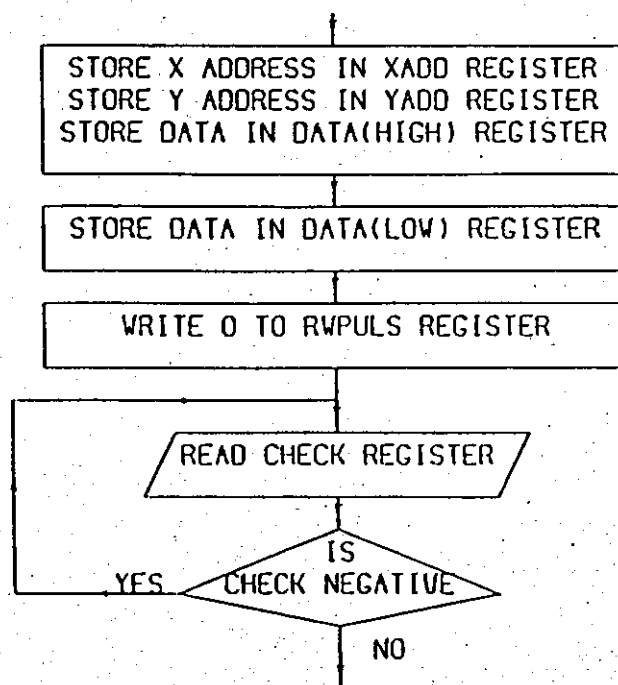 STORE X ADDRESS IN XADD REGISTER
STORE Y ADDRESS IN YADD REGISTER
STORE DATA IN DATA(HIGH) REGISTER
STORE DATA IN DATA(LOW) REGISTER
WRITE 0 TO RWPULS REGISTER
READ CHECK REGISTER
IS
CHECK NEGATIVE
YES
NO